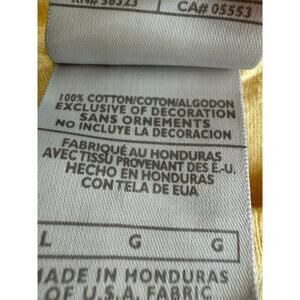 CA# 05553
100% COTTON/COTON/ALGODON
EXCLUSIVE OF DECORATION
SANS ORNEMENTS
NO INCLUYE LA DECORACION
FABRIQUÉ AU HONDURAS
AVEC TISSU PROVENANT DES É.-U.
HECHO EN HONDURAS
CON TELA DE EUA
L G G
MADE IN HONDURAS
OF U.S.A. FABRIC